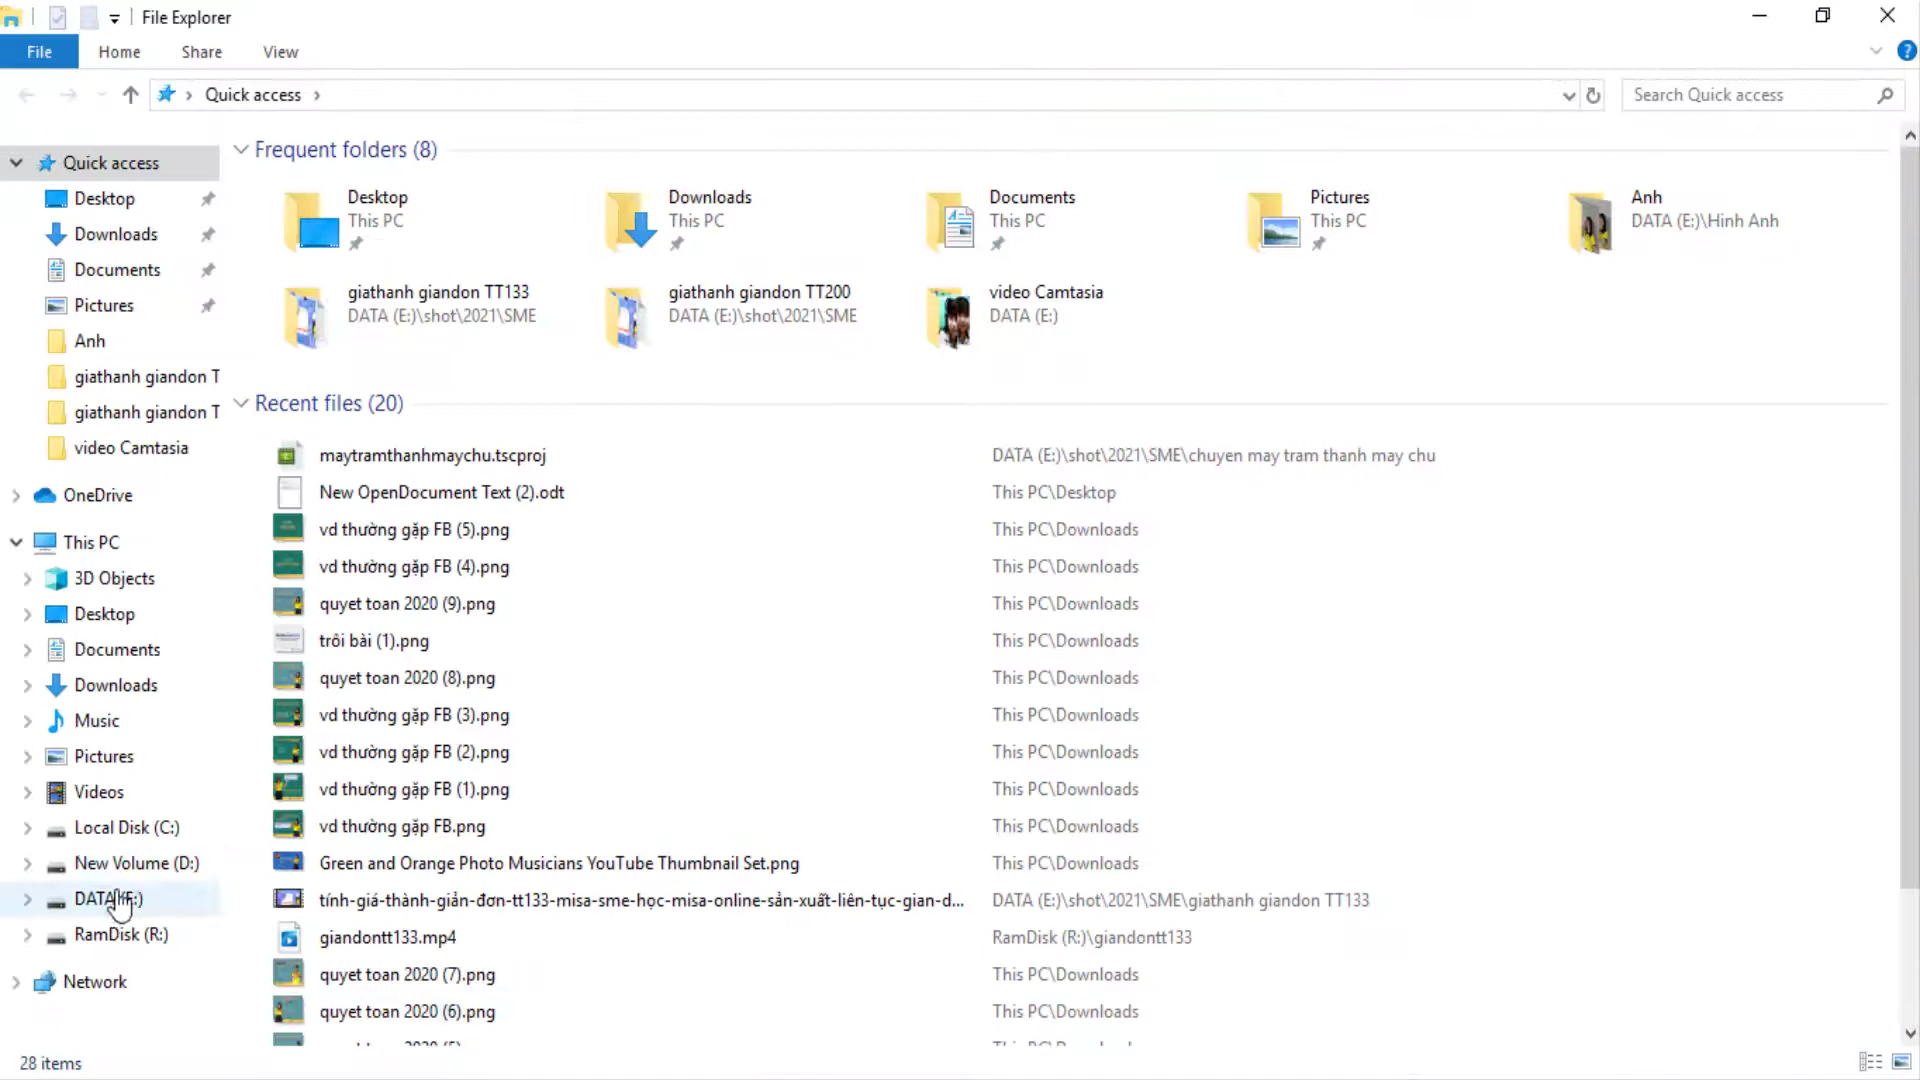 File Explorer
File Home Share View
Quick access
Search Quick access
Quick access
Desktop
Downloads
Documents
Pictures
Anh
giathanh giandon T
giathanh giandon T
video Camtasia
OneDrive
This PC
3D Objects
Desktop
Documents
Downloads
Music
Pictures
Videos
Local Disk (C:)
New Volume (D:)
DATA (E:)
RamDisk (R:)
Network
Frequent folders (8)
Desktop
This PC
Downloads
This PC
Documents
This PC
Pictures
This PC
Anh
DATA (E:)\Hinh Anh
giathanh giandon TT133
DATA (E:)\shot\2021\SME
giathanh giandon TT200
DATA (E:)\shot\2021\SME
video Camtasia
DATA (E:)
Recent files (20)
maytramthanhmaychu.tscproj DATA (E:)\shot\2021\SME\chuyen may tram thanh may chu
New OpenDocument Text (2).odt This PC\Desktop
vd thường gặp FB (5).png This PC\Downloads
vd thường gặp FB (4).png This PC\Downloads
quyet toan 2020 (9).png This PC\Downloads
trôi bài (1).png This PC\Downloads
quyet toan 2020 (8).png This PC\Downloads
vd thường gặp FB (3).png This PC\Downloads
vd thường gặp FB (2).png This PC\Downloads
vd thường gặp FB (1).png This PC\Downloads
vd thường gặp FB.png This PC\Downloads
Green and Orange Photo Musicians YouTube Thumbnail Set.png This PC\Downloads
tính-giá-thành-giản-đơn-tt133-misa-sme-học-misa-online-sản-xuất-liên-tục-gian-d... DATA (E:)\shot\2021\SME\giathanh giandon TT133
giandontt133.mp4 RamDisk (R:)\giandontt133
quyet toan 2020 (7).png This PC\Downloads
quyet toan 2020 (6).png This PC\Downloads
28 items